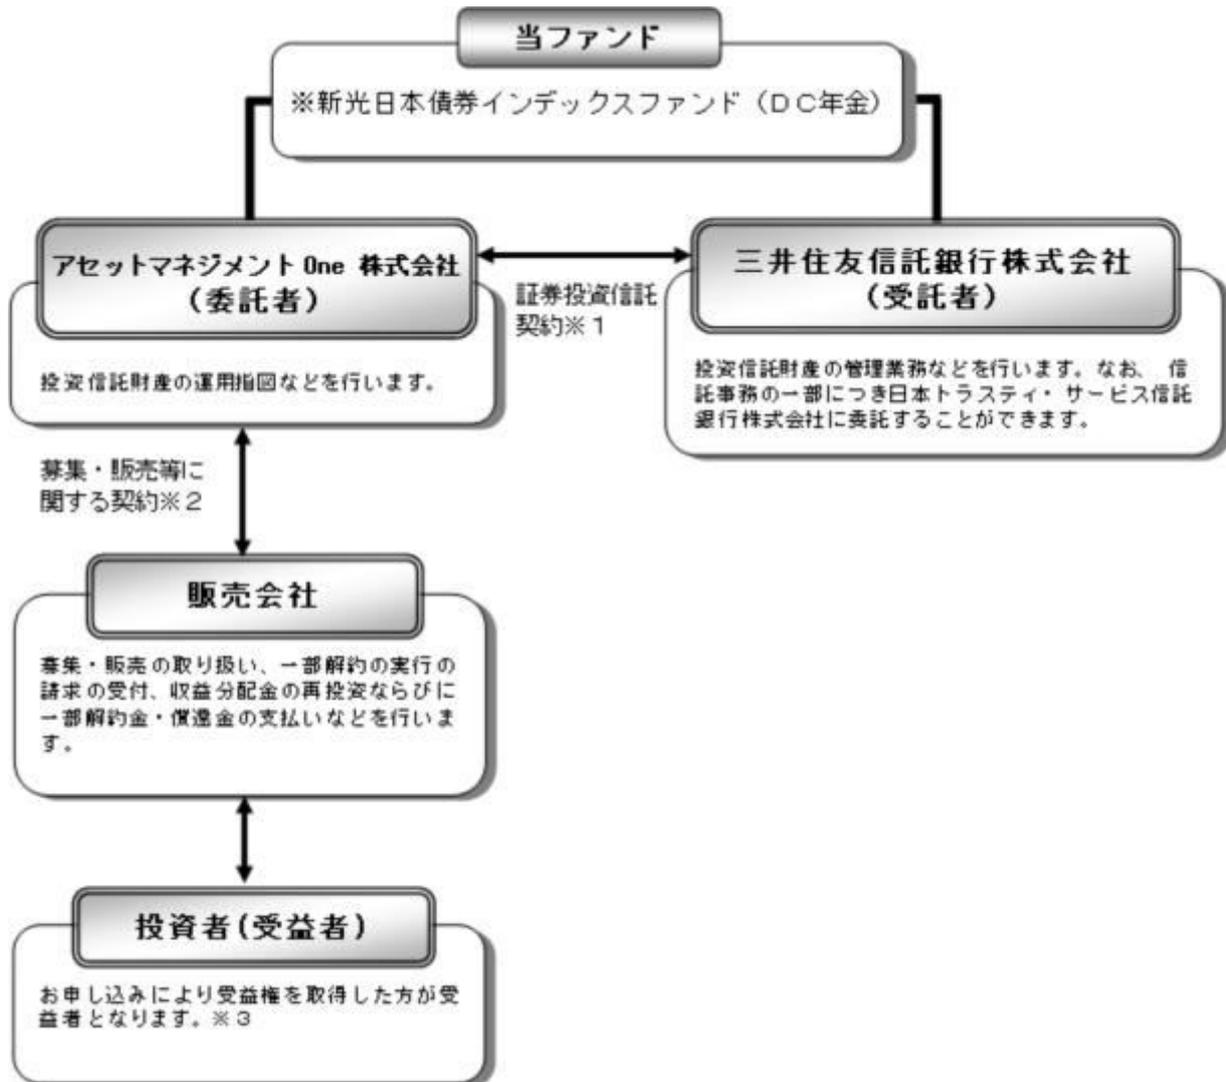 当ファンド
※新光日本債券インデックスファンド（ＤＣ年金）
アセットマネジメント One 株式会社
（委託者）
投資信託財産の運用指図などを行います。
証券投資信託
契約※１
三井住友信託銀行株式会社
（受託者）
投資信託財産の管理業務などを行います。なお、 信
託事務の一部につき日本トラスティ・ サービス信託
銀行株式会社に委託することができます。
募集・販売等に
関する契約※２
販売会社
募集・販売の取り扱い、一部解約の実行の
請求の受付、収益分配金の再投資ならびに
一部解約金・償還金の支払いなどを行いま
す。
投資者(受益者)
お申し込みにより受益権を取得した方が受
益者となります。※３